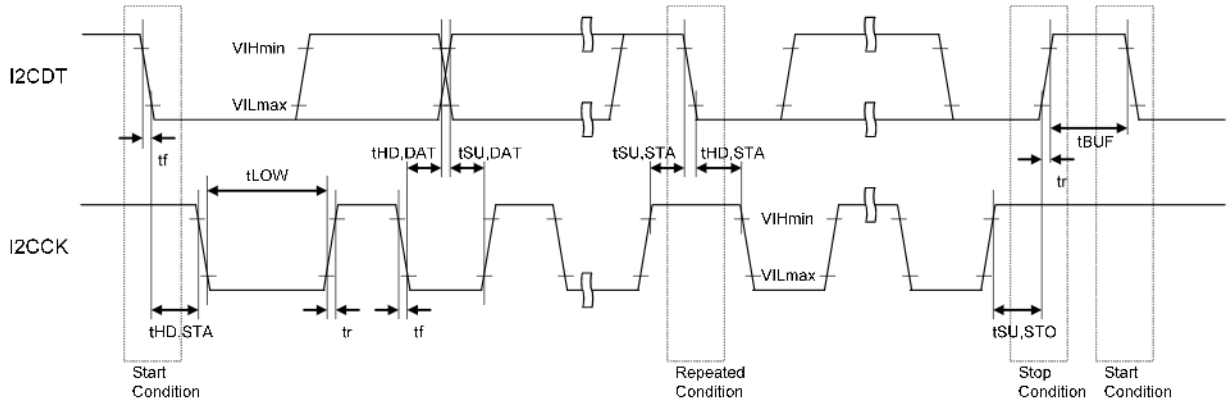 I2CDT
VIHmin
VILmax
tf
tHD,DAT
tSU,DAT
tSU,STA
tHD,STA
tBUF
tr
tLOW
I2CCK
VIHmin
VILmax
tHD.STA
tr
tf
tSU,STO
Start
Condition
Repeated
Condition
Stop
Condition
Start
Condition